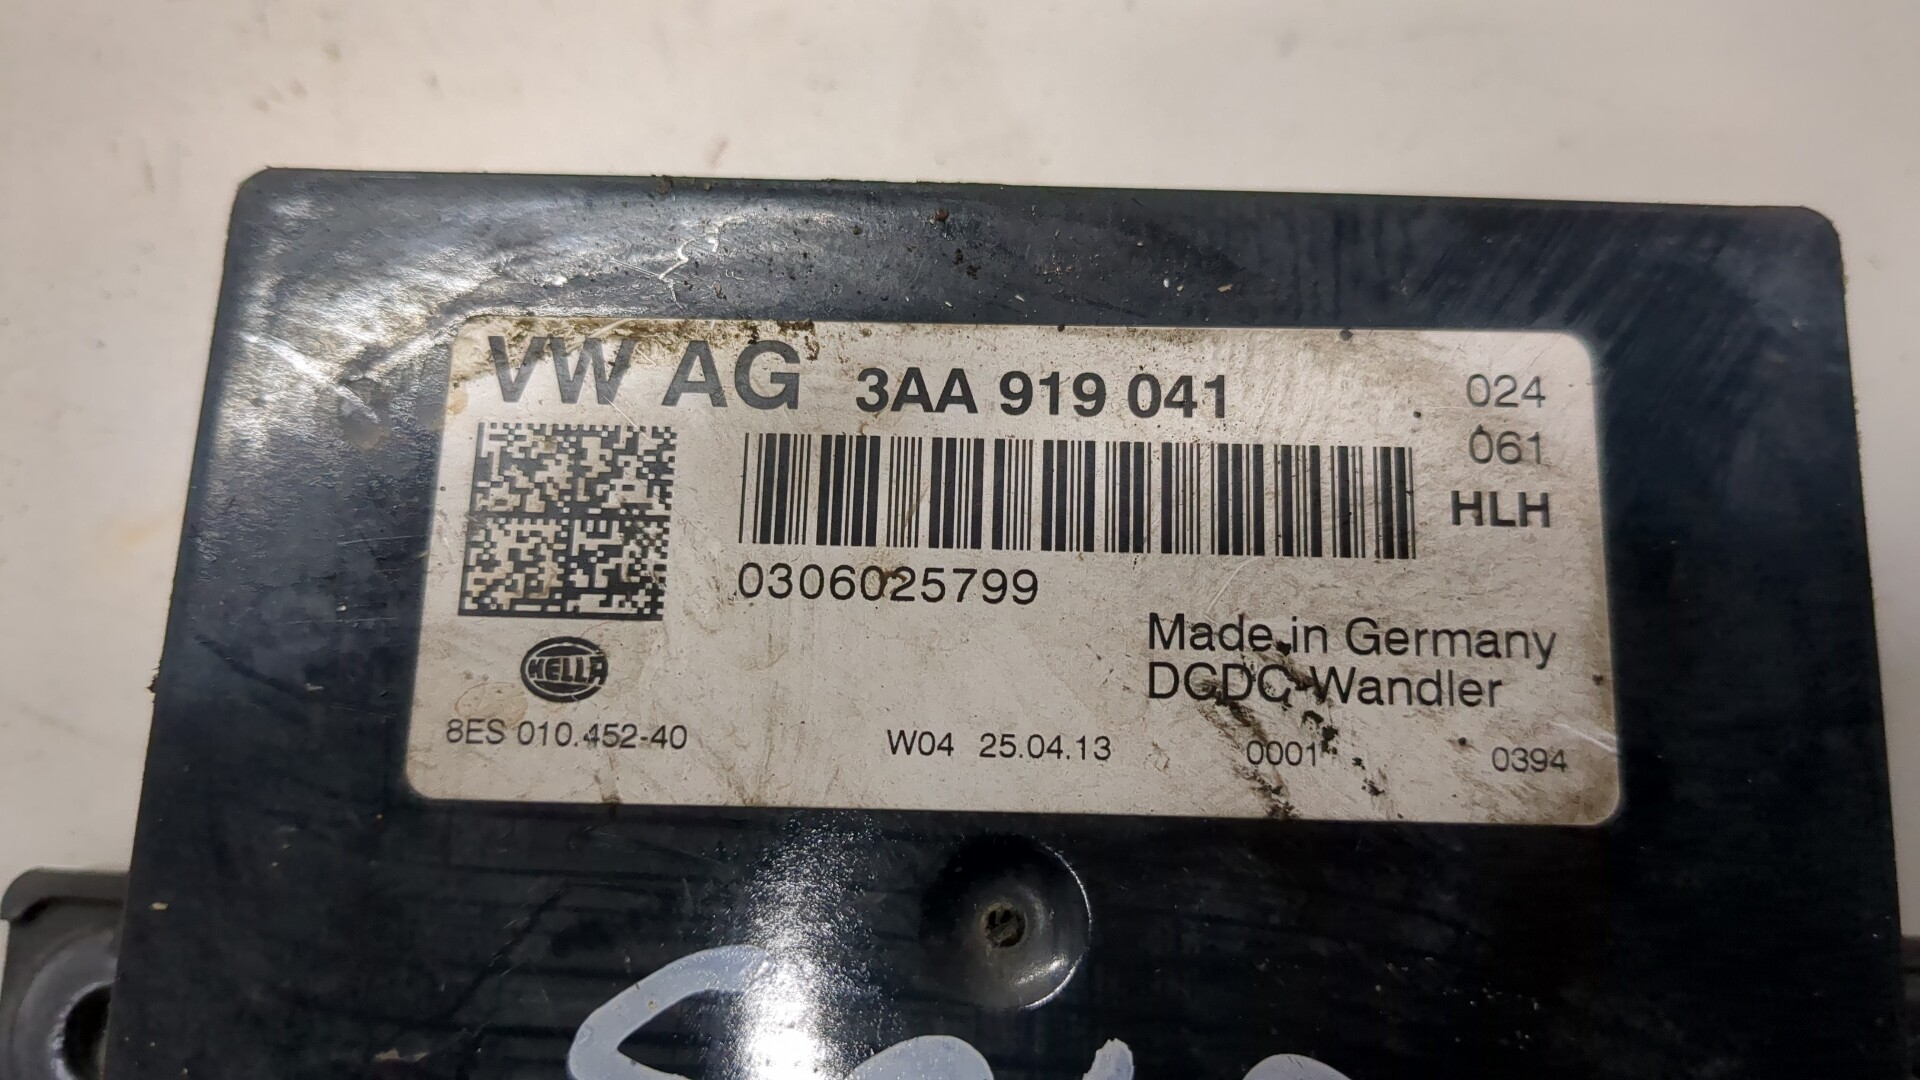 VW AG 3AA 919 041 024
061
HLH
0306025799
Made in Germany
DCDC-Wandler
HELLA
8ES 010.452-40 W04 25.04.13 0001 0394